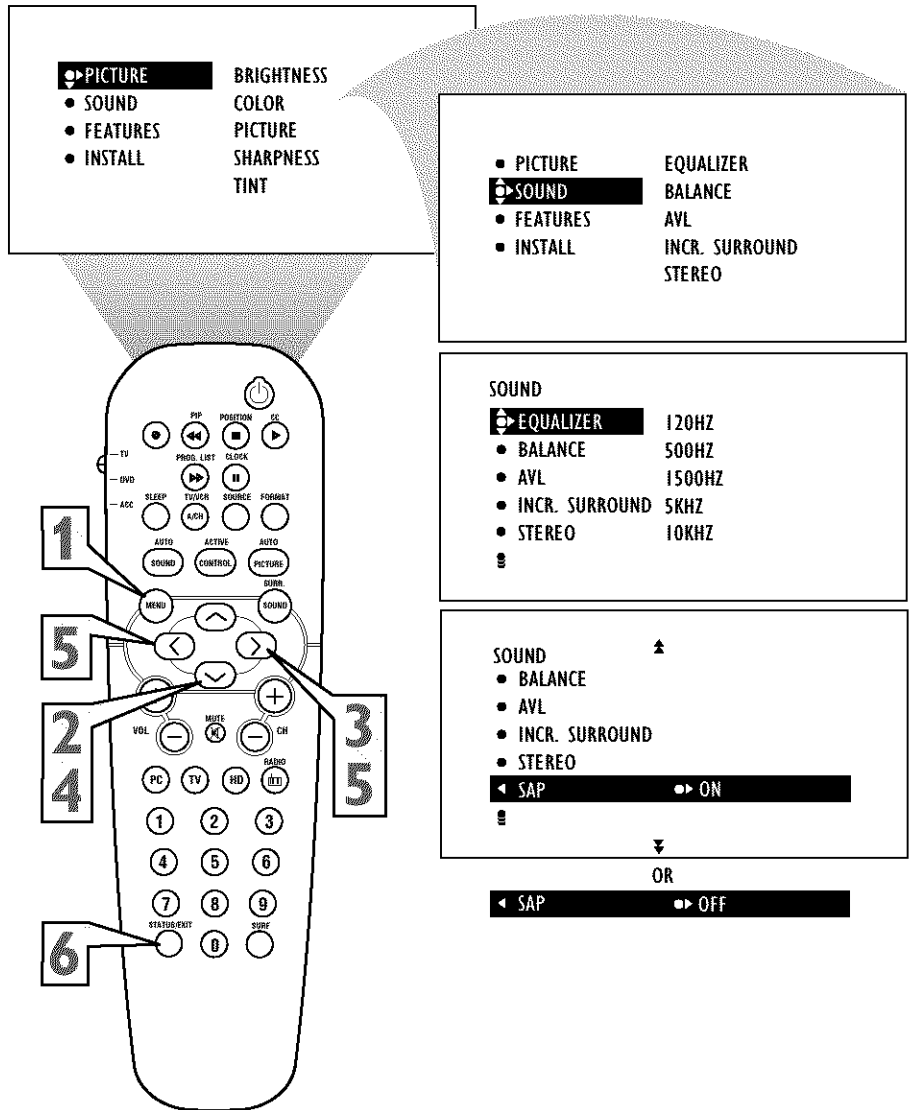 PICTURE BRIGHTNESS
SOUND COLOR
FEATURES PICTURE
INSTALL SHARPNESS
TINT
PICTURE EQUALIZER
SOUND BALANCE
FEATURES AVL
INSTALL INCR. SURROUND
STEREO
SOUND
EQUALIZER 120HZ
BALANCE 500HZ
AVL 1500HZ
INCR. SURROUND 5KHZ
STEREO 10KHZ
SOUND
BALANCE
AVL
INCR. SURROUND
STEREO
SAP ON
OR
SAP OFF
PIP POSITION CC
TV
PROG. LIST CLOCK
DVD
ACC
SLEEP TV/VCR SOURCE FORMAT
A/CH
AUTO ACTIVE AUTO
SOUND CONTROL PICTURE
SURR.
MENU SOUND
1
5
2
4
3
5
6
VOL MUTE CH
RADIO
PC TV HD
1 2 3
4 5 6
7 8 9
STATUS/EXIT SURF
0